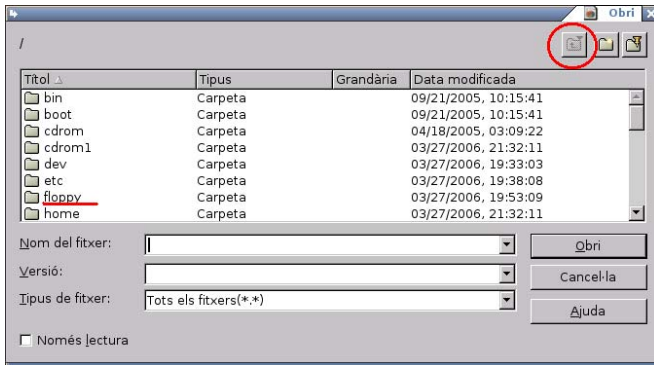 Obri
/
Títol Tipus Grandària Data modificada
bin Carpeta 09/21/2005, 10:15:41
boot Carpeta 09/21/2005, 10:15:41
cdrom Carpeta 04/18/2005, 03:09:22
cdrom1 Carpeta 03/27/2006, 21:32:11
dev Carpeta 03/27/2006, 19:33:03
etc Carpeta 03/27/2006, 19:38:08
floppy Carpeta 03/27/2006, 19:53:09
home Carpeta 03/27/2006, 21:32:11
Nom del fitxer: Obri
Versió: Cancel·la
Tipus de fitxer: Tots els fitxers(*.*)
Ajuda
Només lectura